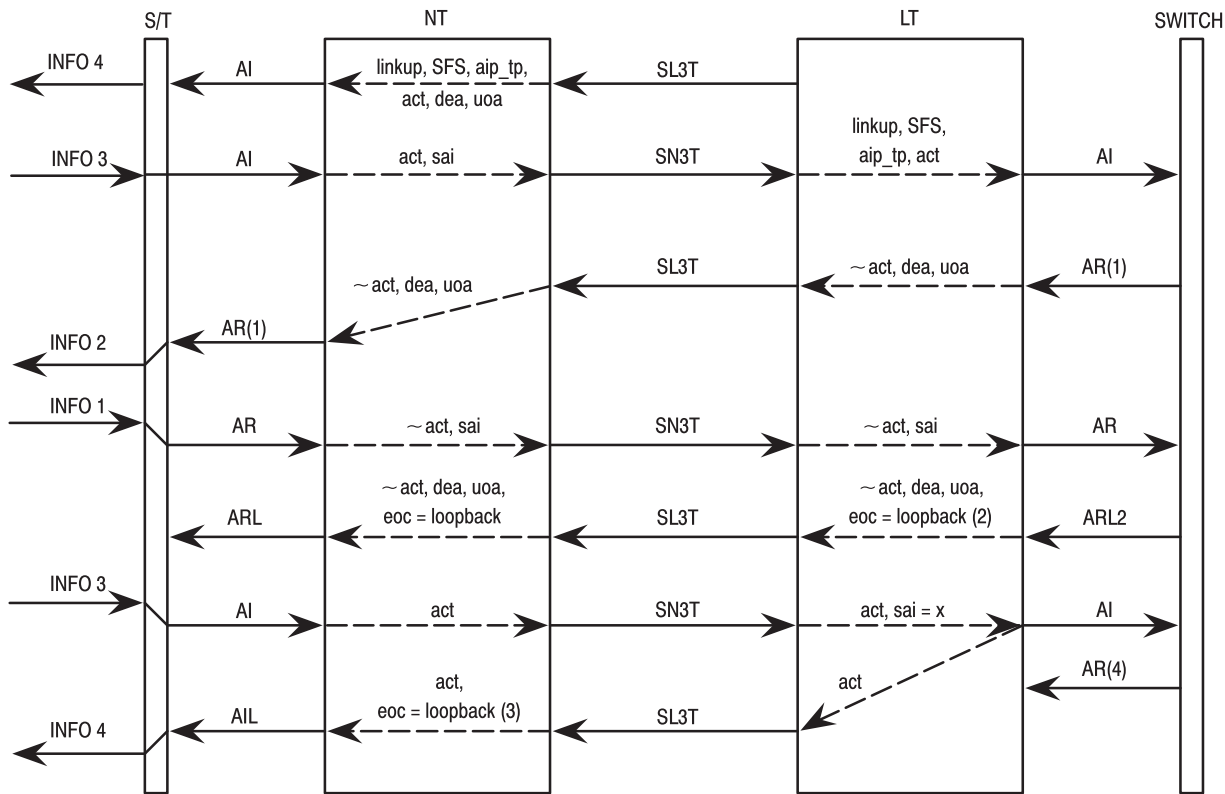 S/T NT LT SWITCH
INFO 4 AI linkup, SFS, aip_tp, SL3T
act, dea, uoa
linkup, SFS,
INFO 3 AI act, sai SN3T aip_tp, act AI
SL3T ~act, dea, uoa AR(1)
~act, dea, uoa
INFO 2 AR(1)
INFO 1
AR ~act, sai SN3T ~act, sai AR
~act, dea, uoa, ~act, dea, uoa,
ARL eoc = loopback SL3T eoc = loopback (2) ARL2
INFO 3
AI act SN3T act, sai = x AI
act, act AR(4)
INFO 4 AIL eoc = loopback (3) SL3T